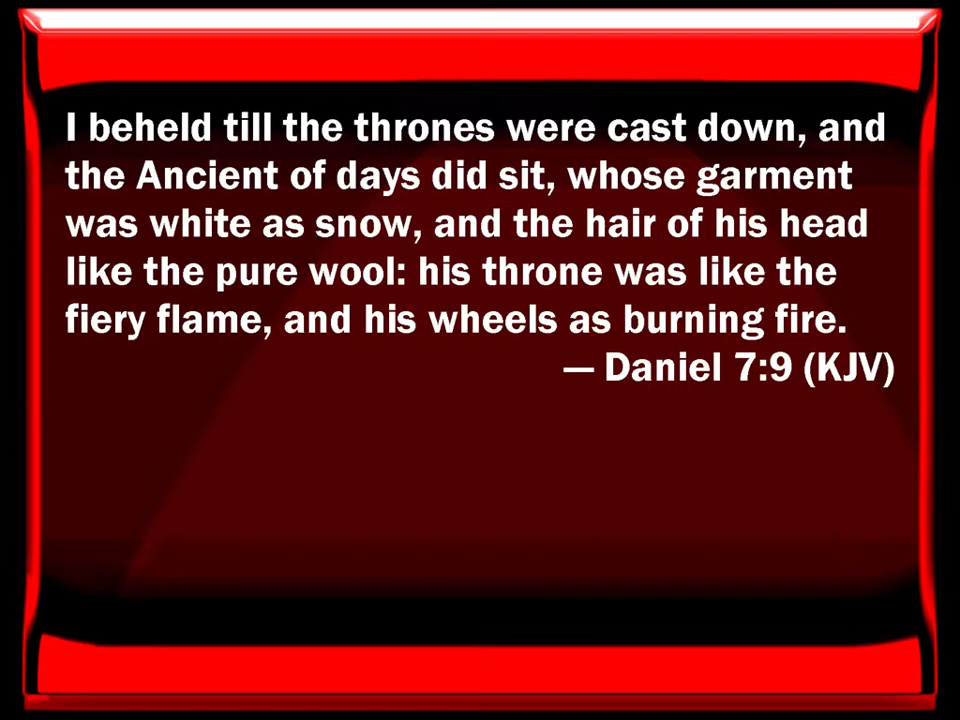 I beheld till the thrones were cast down, and
the Ancient of days did sit, whose garment
was white as snow, and the hair of his head
like the pure wool: his throne was like the
fiery flame, and his wheels as burning fire.
— Daniel 7:9 (KJV)